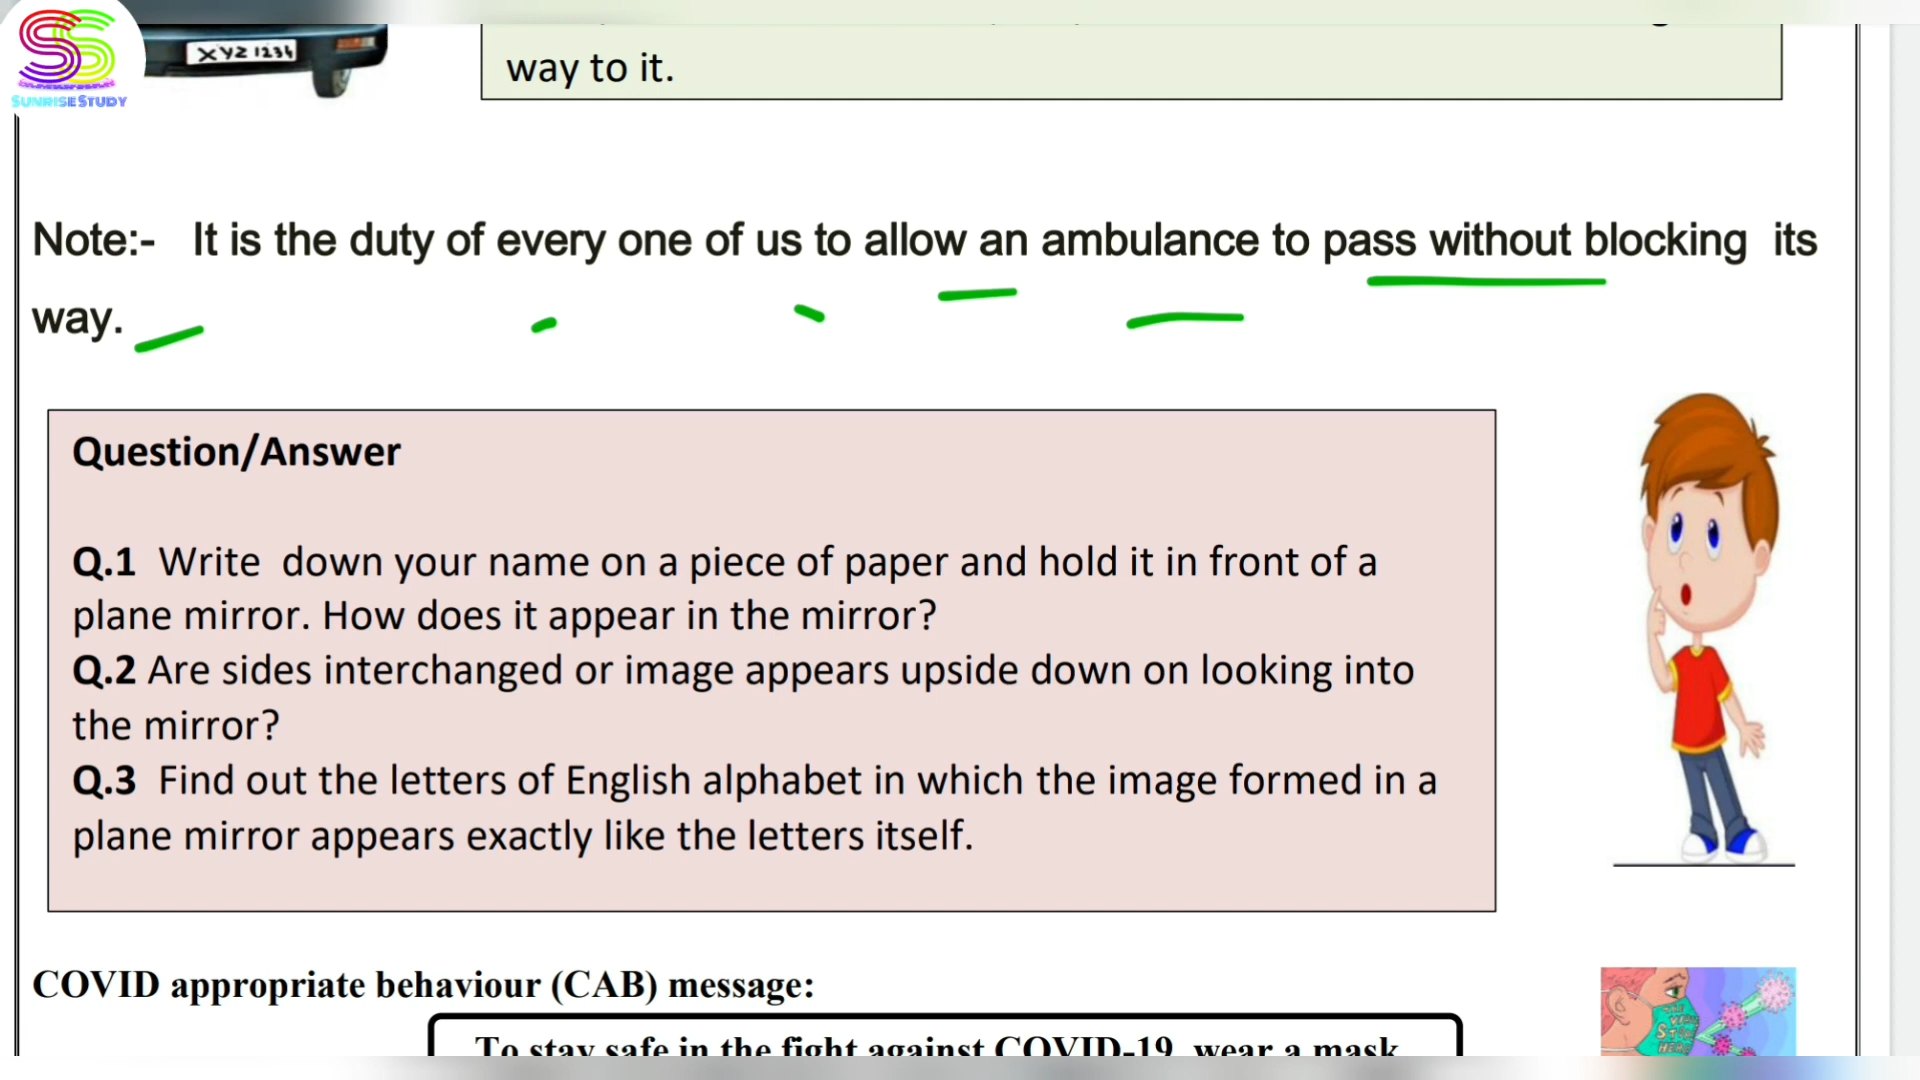 XYZ 1234
SUNRISE STUDY
way to it.
Note:- It is the duty of every one of us to allow an ambulance to pass without blocking its
way.
Question/Answer
Q.1 Write down your name on a piece of paper and hold it in front of a
plane mirror. How does it appear in the mirror?
Q.2 Are sides interchanged or image appears upside down on looking into
the mirror?
Q.3 Find out the letters of English alphabet in which the image formed in a
plane mirror appears exactly like the letters itself.
COVID appropriate behaviour (CAB) message:
To stay safe in the fight against COVID-19, wear a mask